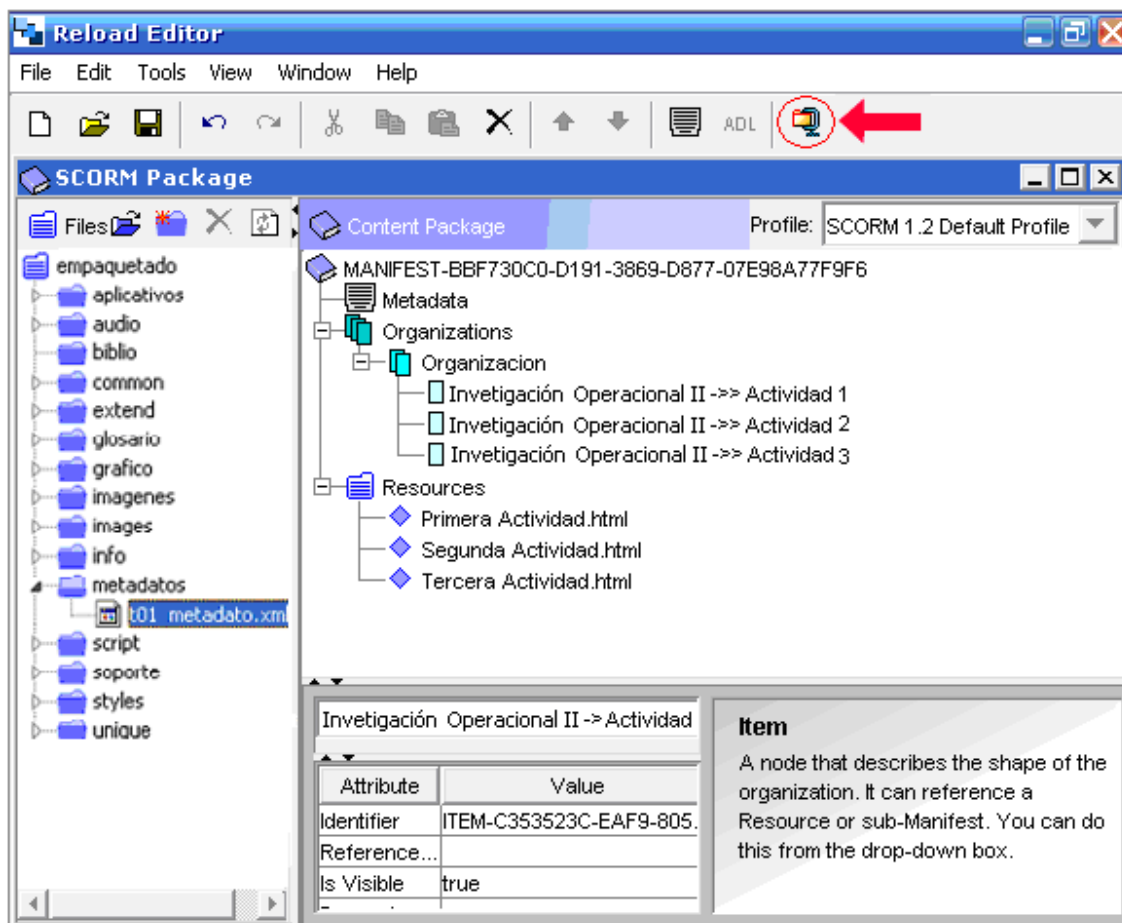 Reload Editor
File Edit Tools View Window Help
ADL
SCORM Package
Files
Content Package
Profile: SCORM 1.2 Default Profile
empaquetado
aplicativos
audio
biblio
common
extend
glosario
grafico
imagenes
images
info
metadatos
t01_metadato.xml
script
soporte
styles
unique
MANIFEST-BBF730C0-D191-3869-D877-07E98A77F9F6
Metadata
Organizations
Organizacion
Invetigación Operacional II ->> Actividad 1
Invetigación Operacional II ->> Actividad 2
Invetigación Operacional II ->> Actividad 3
Resources
Primera Actividad.html
Segunda Actividad.html
Tercera Actividad.html
Invetigación Operacional II -> Actividad
Attribute Value
Identifier ITEM-C353523C-EAF9-805.
Reference...
Is Visible true
Item
A node that describes the shape of the
organization. It can reference a
Resource or sub-Manifest. You can do
this from the drop-down box.